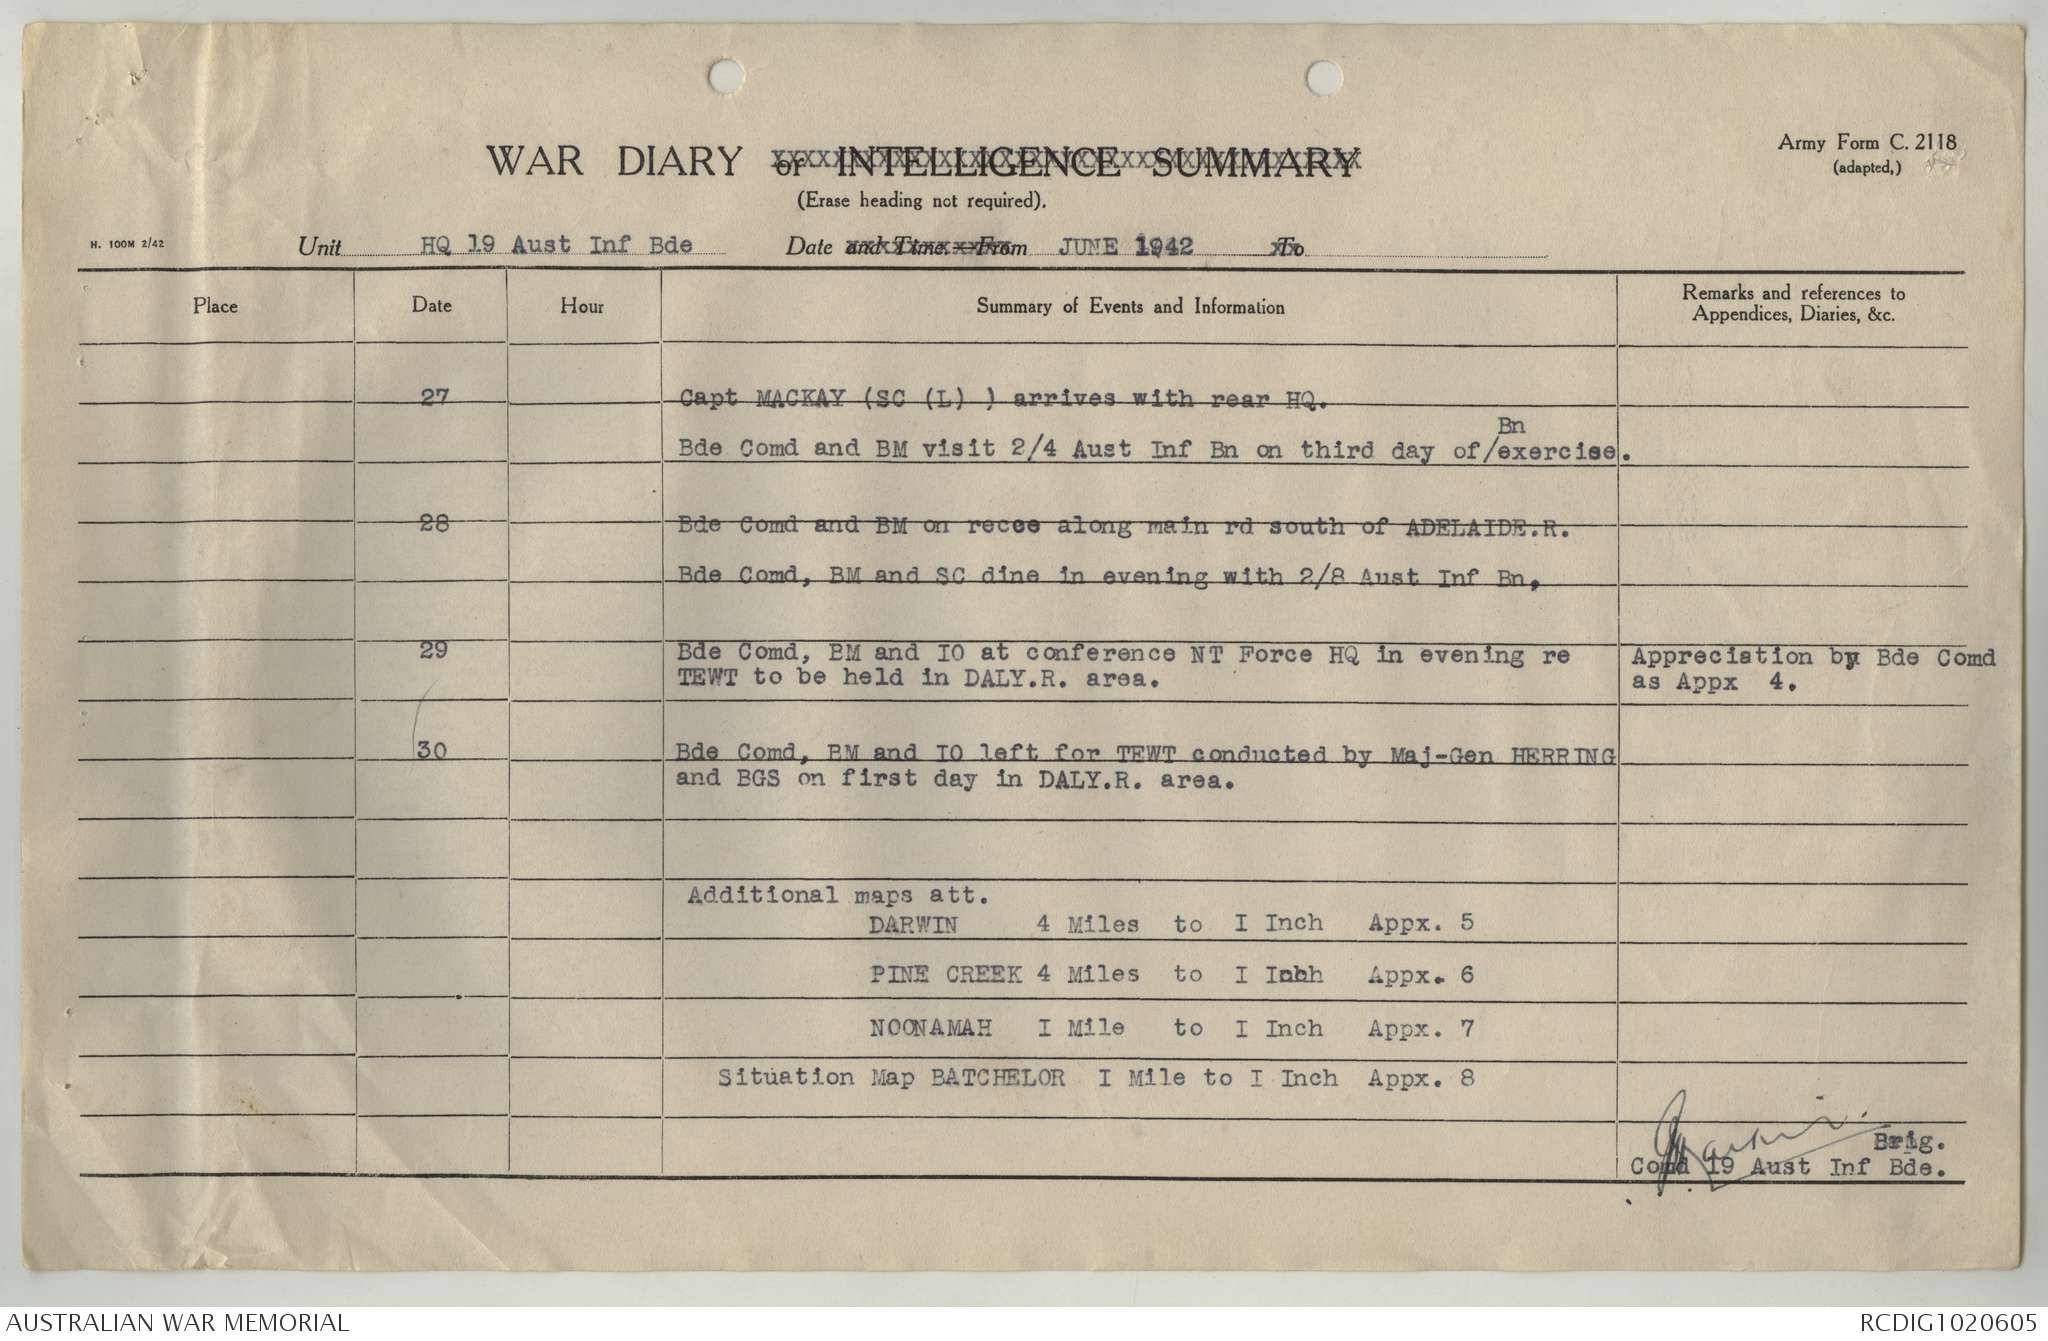 Army Form C. 2118
(adapted,)
WAR DIARY or INTELLIGENCE SUMMARY
(Erase heading not required).
H. 100M 2/42
Unit HQ 19 Aust Inf Bde Date and Time. — From JUNE 1942 To
Place Date Hour Summary of Events and Information Remarks and references to
Appendices, Diaries, &c.
27 Capt MACKAY (SC (L) ) arrives with rear HQ.
Bn
Bde Comd and BM visit 2/4 Aust Inf Bn on third day of/exercise.
28 Bde Comd and BM on recce along main rd south of ADELAIDE.R.
Bde Comd, BM and SC dine in evening with 2/8 Aust Inf Bn,
29 Bde Comd, BM and IO at conference NT Force HQ in evening re Appreciation by Bde Comd
TEWT to be held in DALY.R. area. as Appx 4.
30 Bde Comd, BM and IO left for TEWT conducted by Maj-Gen HERRING
and BGS on first day in DALY.R. area.
Additional maps att.
DARWIN 4 Miles to I Inch Appx. 5
PINE CREEK 4 Miles to I Inch Appx. 6
NOONAMAH I Mile to I Inch Appx. 7
Situation Map BATCHELOR I Mile to I Inch Appx. 8
Brig.
Comd 19 Aust Inf Bde.
AUSTRALIAN WAR MEMORIAL RCDIG1020605